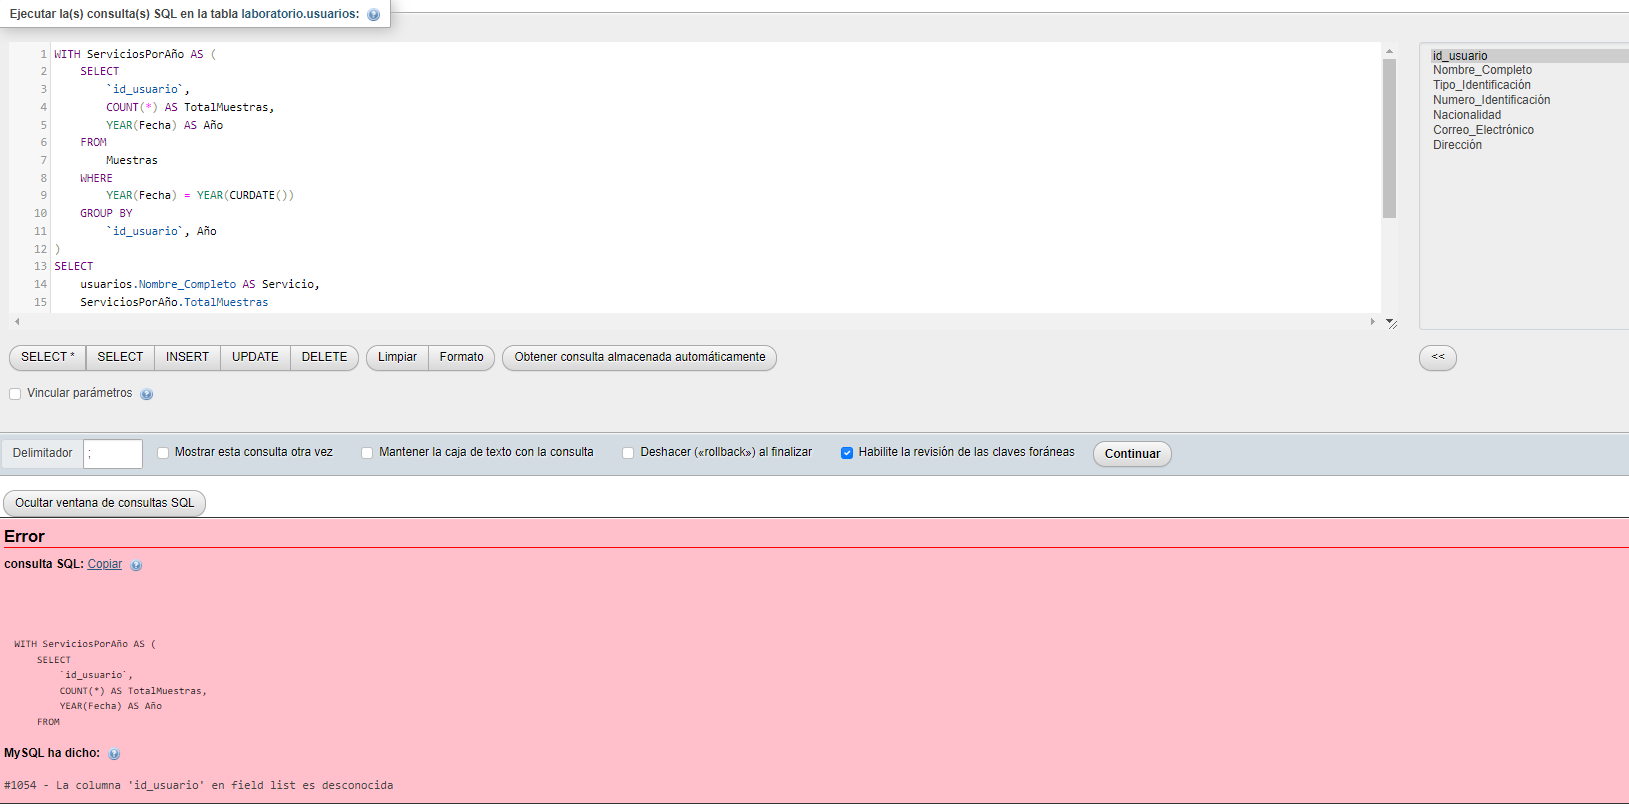 Ejecutar la(s) consulta(s) SQL en la tabla laboratorio.usuarios:
1 WITH ServiciosPorAño AS (
2 SELECT
3 `id_usuario`,
4 COUNT(*) AS TotalMuestras,
5 YEAR(Fecha) AS Año
6 FROM
7 Muestras
8 WHERE
9 YEAR(Fecha) = YEAR(CURDATE())
10 GROUP BY
11 `id_usuario`, Año
12 )
13 SELECT
14 usuarios.Nombre_Completo AS Servicio,
15 ServiciosPorAño.TotalMuestras
id_usuario
Nombre_Completo
Tipo_Identificación
Numero_Identificación
Nacionalidad
Correo_Electrónico
Dirección
SELECT * SELECT INSERT UPDATE DELETE Limpiar Formato Obtener consulta almacenada automáticamente <<
Vincular parámetros
Delimitador ; Mostrar esta consulta otra vez Mantener la caja de texto con la consulta Deshacer («rollback») al finalizar Habilite la revisión de las claves foráneas Continuar
Ocultar ventana de consultas SQL
Error
consulta SQL: Copiar
WITH ServiciosPorAño AS (
SELECT
`id_usuario`,
COUNT(*) AS TotalMuestras,
YEAR(Fecha) AS Año
FROM
MySQL ha dicho:
#1054 - La columna 'id_usuario' en field list es desconocida